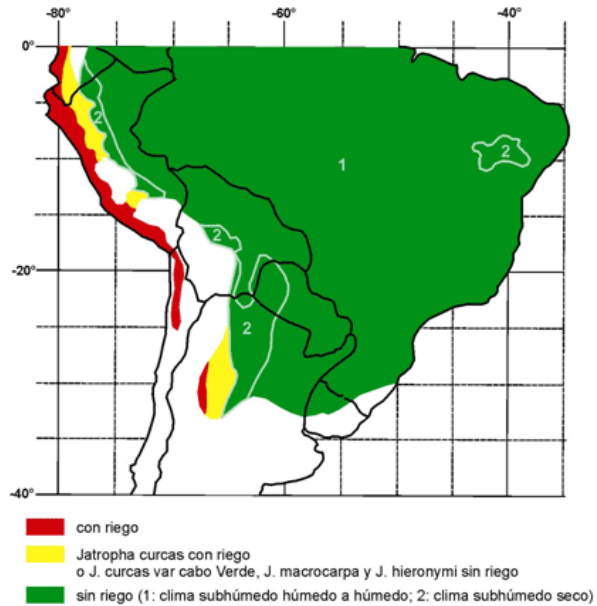 -80° -60° -40°
0°
2
1
2
2
-20°
2
-40°
con riego
Jatropha curcas con riego
o J. curcas var cabo Verde, J. macrocarpa y J. hieronymi sin riego
sin riego (1: clima subhúmedo húmedo a húmedo; 2: clima subhúmedo seco)